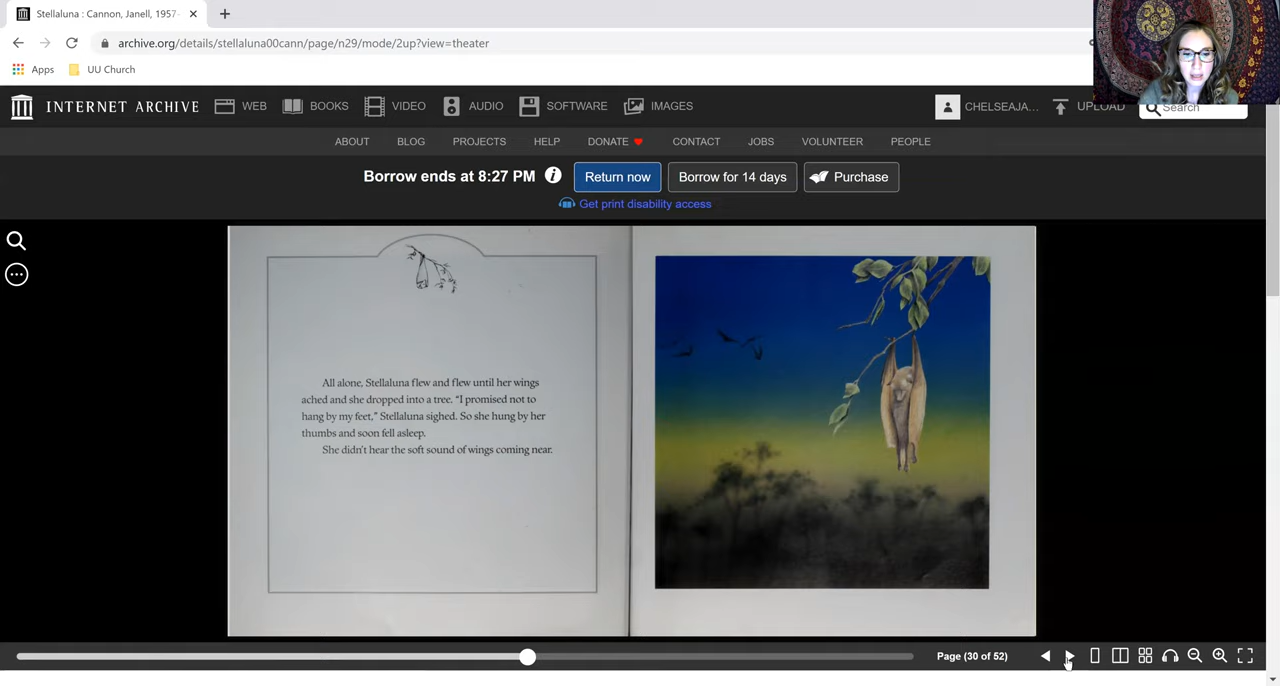 Stellaluna : Cannon, Janell, 1957-
archive.org/details/stellaluna00cann/page/n29/mode/2up?view=theater
Apps UU Church
INTERNET ARCHIVE WEB BOOKS VIDEO AUDIO SOFTWARE IMAGES CHELSEAJA... UPLOAD Search
ABOUT BLOG PROJECTS HELP DONATE CONTACT JOBS VOLUNTEER PEOPLE
Borrow ends at 8:27 PM Return now Borrow for 14 days Purchase
Get print disability access
All alone, Stellaluna flew and flew until her wings
ached and she dropped into a tree. “I promised not to
hang by my feet,” Stellaluna sighed. So she hung by her
thumbs and soon fell asleep.
She didn't hear the soft sound of wings coming near.
Page (30 of 52)